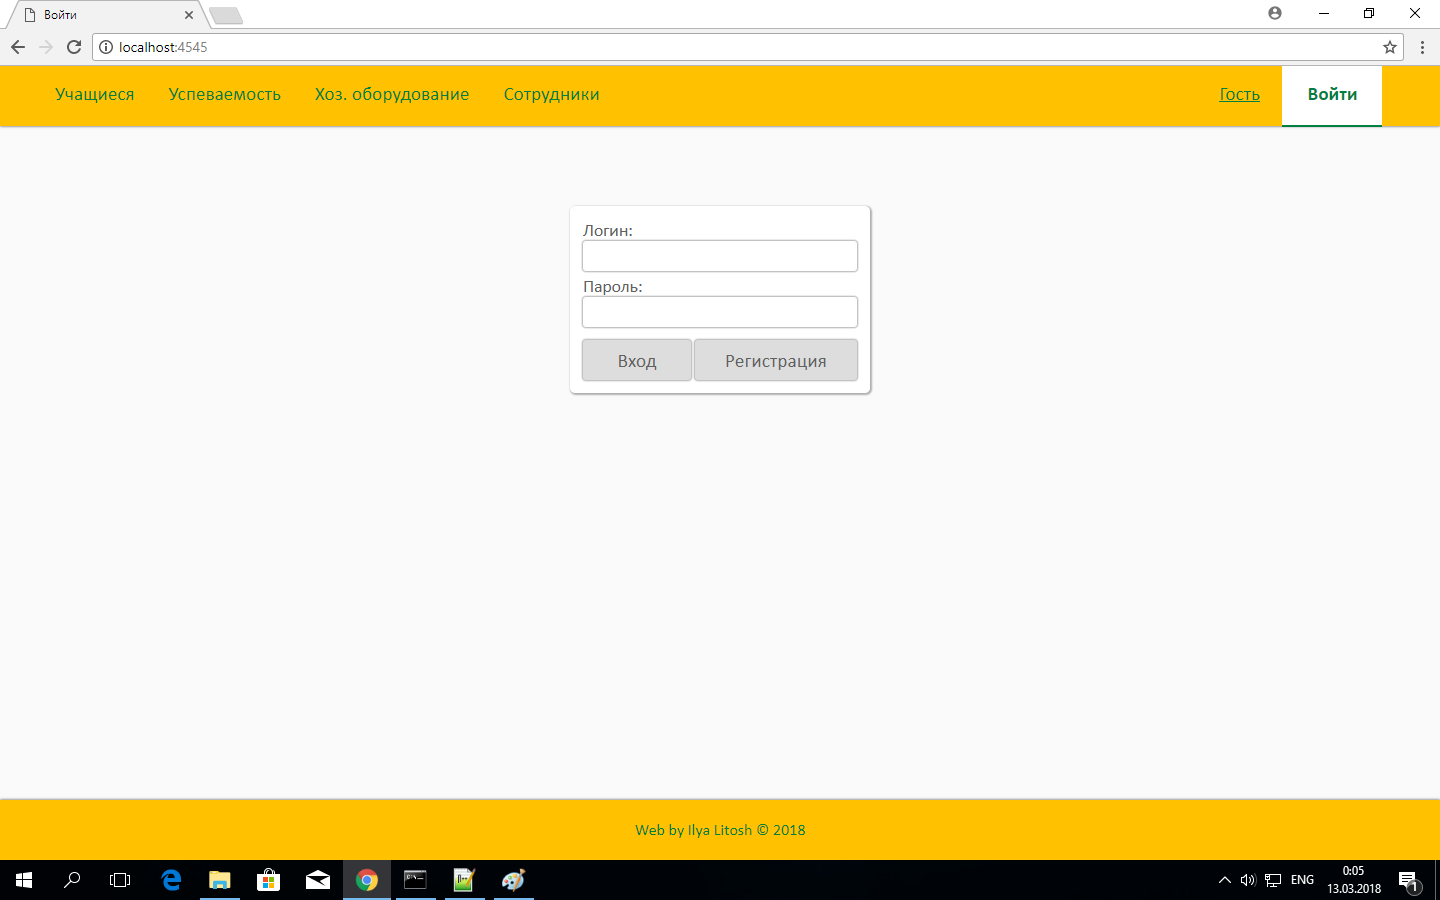 Войти
localhost:4545
Учащиеся Успеваемость Хоз. оборудование Сотрудники Гость Войти
Логин:
Пароль:
Вход Регистрация
Web by Ilya Litosh © 2018
ENG 0:05
13.03.2018
1